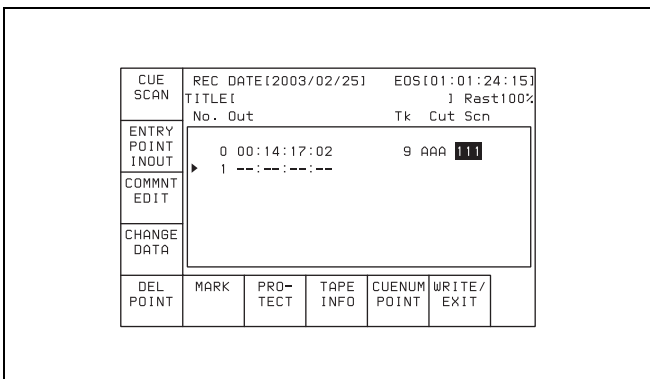 CUE
SCAN
REC DATE[2003/02/25] EOS[01:01:24:15]
TITLE[ ] Rast100%
No. Out Tk Cut Scn
ENTRY
POINT
INOUT
0 00:14:17:02 9 AAA 111
1 --:--:--:--
COMMNT
EDIT
CHANGE
DATA
DEL
POINT
MARK
PRO-
TECT
TAPE
INFO
CUENUM
POINT
WRITE/
EXIT